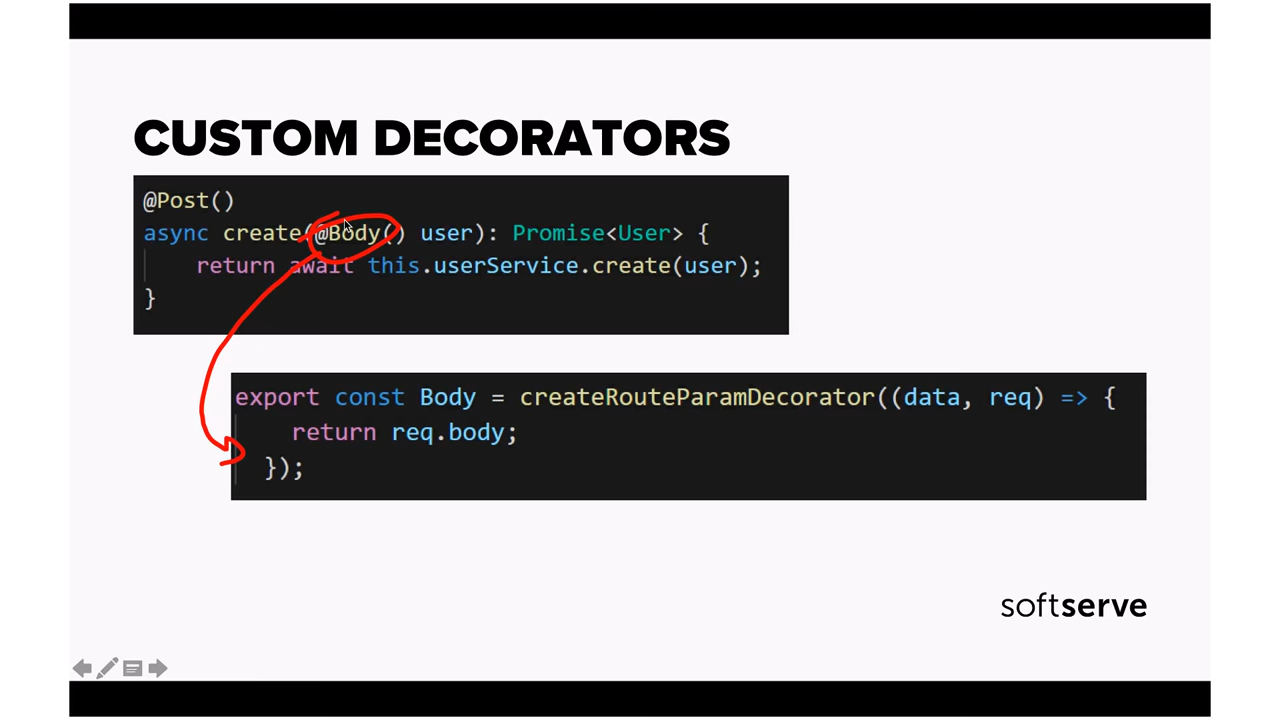 CUSTOM DECORATORS
@Post()
async create(@Body() user): Promise<User> {
    return await this.userService.create(user);
}
export const Body = createRouteParamDecorator((data, req) => {
    return req.body;
  });
softserve